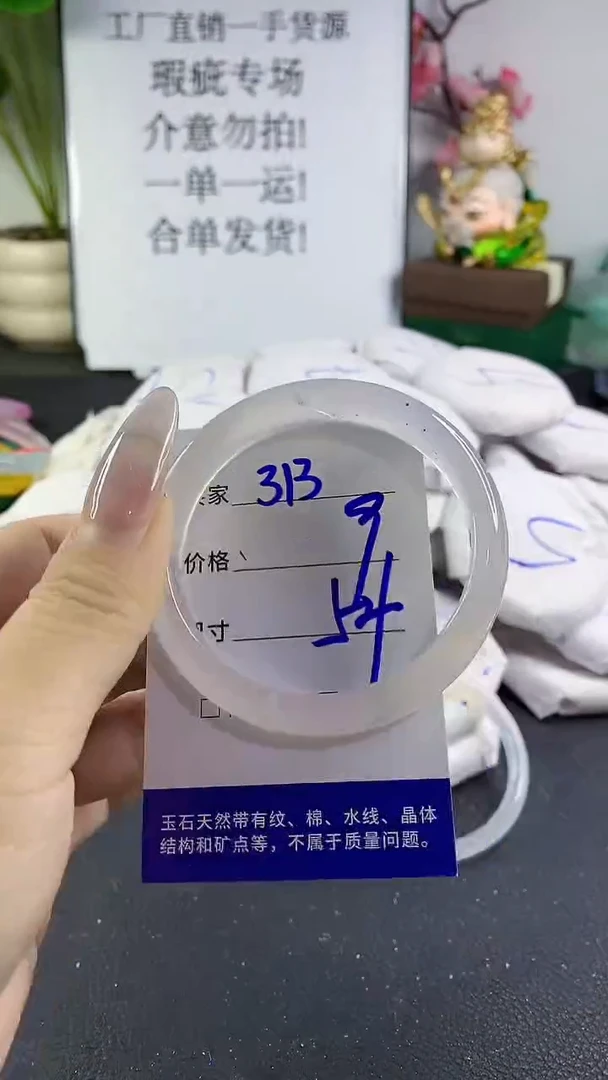 工厂直销一手货源
瑕疵专场
介意勿拍!
一单一运!
合单发货!
家 313
价格
寸 54
玉石天然带有纹、棉、水线、晶体
结构和矿点等，不属于质量问题。